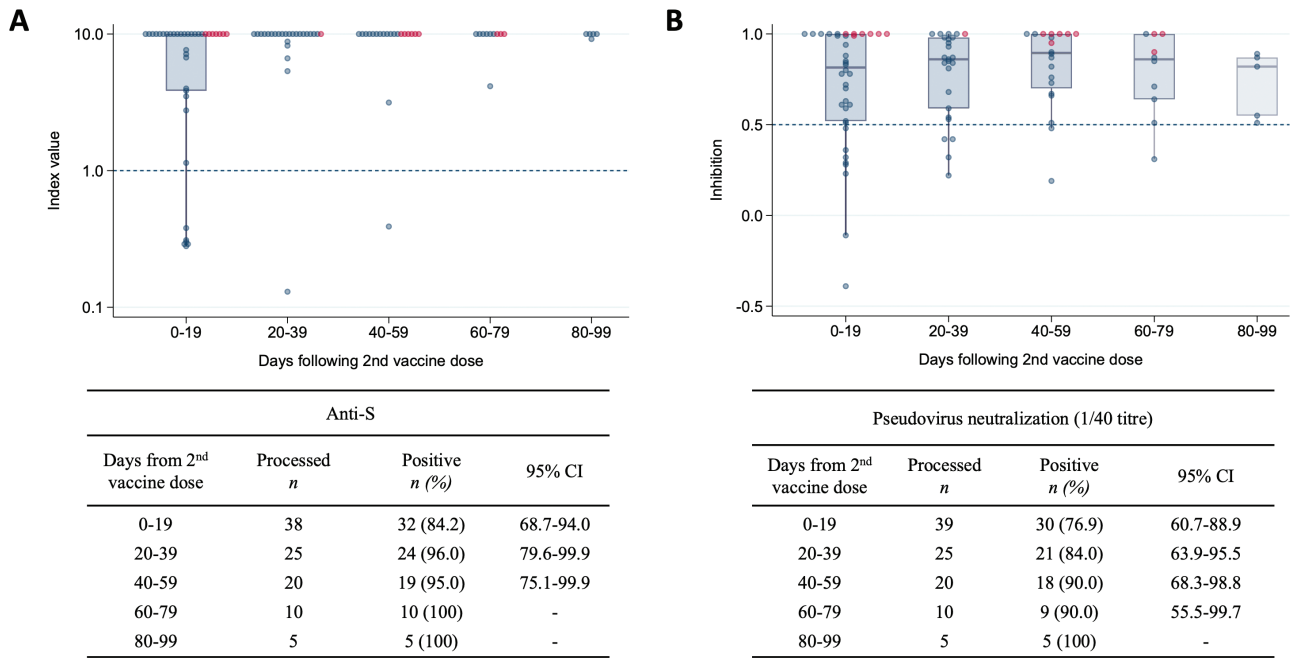 A
10.0
1.0
0.1
Index value
0-19 20-39 40-59 60-79 80-99
Days following 2nd vaccine dose
Anti-S
Days from 2nd Processed Positive 95% CI
vaccine dose n n (%)
0-19 38 32 (84.2) 68.7-94.0
20-39 25 24 (96.0) 79.6-99.9
40-59 20 19 (95.0) 75.1-99.9
60-79 10 10 (100) -
80-99 5 5 (100) -
B
1.0
0.5
0.0
-0.5
Inhibition
0-19 20-39 40-59 60-79 80-99
Days following 2nd vaccine dose
Pseudovirus neutralization (1/40 titre)
Days from 2nd Processed Positive 95% CI
vaccine dose n n (%)
0-19 39 30 (76.9) 60.7-88.9
20-39 25 21 (84.0) 63.9-95.5
40-59 20 18 (90.0) 68.3-98.8
60-79 10 9 (90.0) 55.5-99.7
80-99 5 5 (100) -